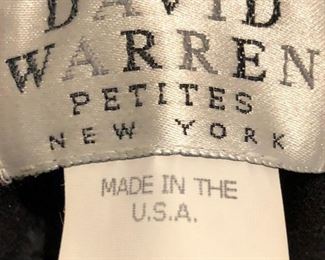 DAVID
WARREN
PETITES
NEW YORK
MADE IN THE
U.S.A.